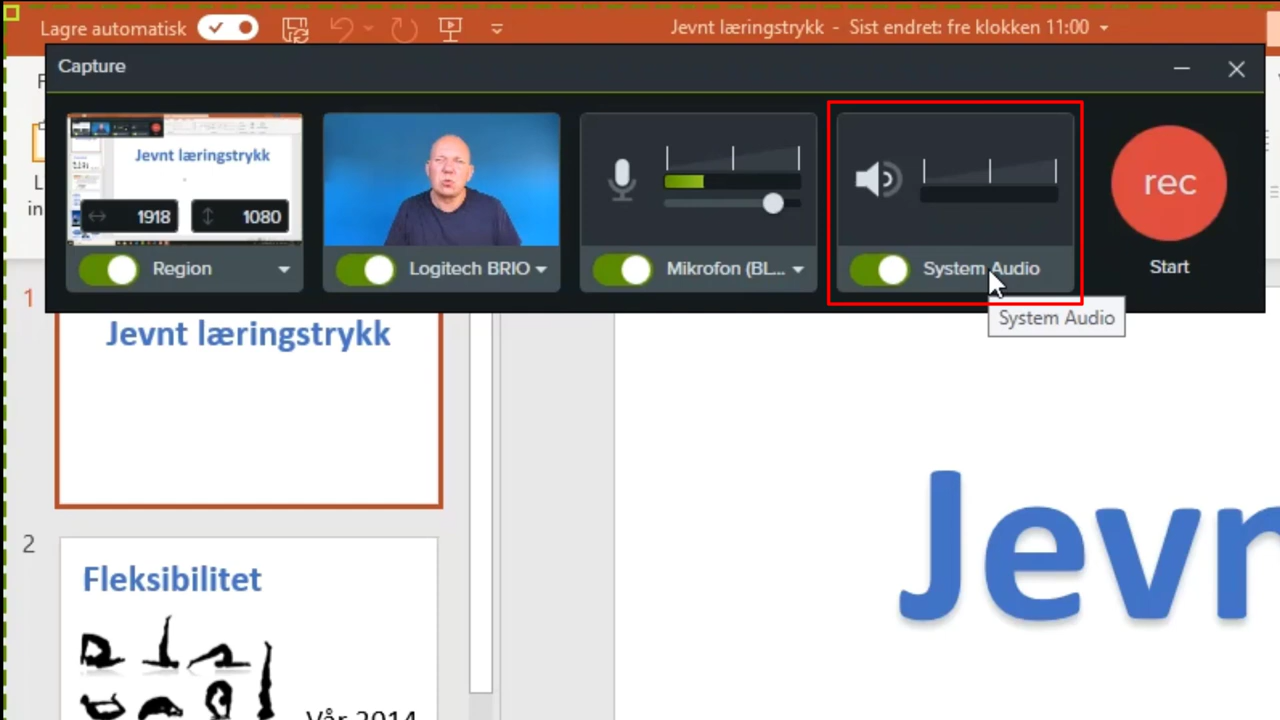 Lagre automatisk
Jevnt læringstrykk - Sist endret: fre klokken 11:00
Capture
Jevnt læringstrykk
1918
1080
Region
Logitech BRIO
Mikrofon (BL...
System Audio
rec
Start
System Audio
1
Jevnt læringstrykk
2
Fleksibilitet
Vår 2014
Jevn